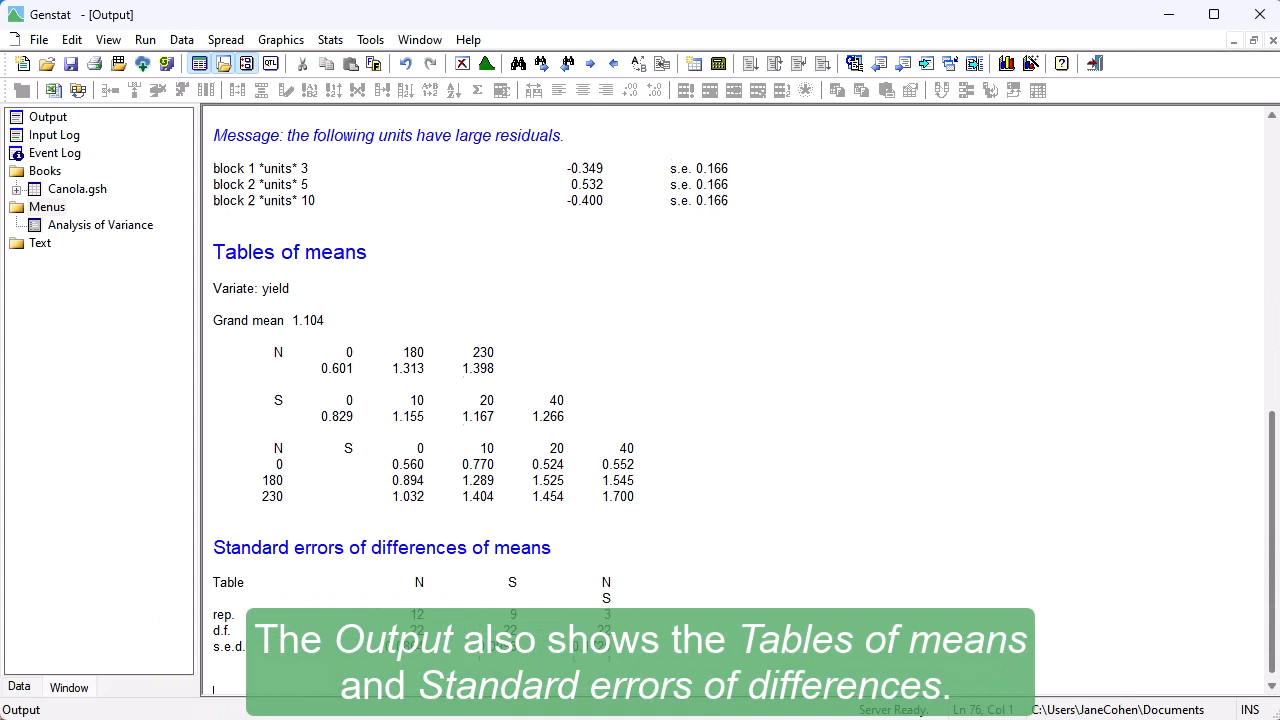 Genstat - [Output]
File Edit View Run Data Spread Graphics Stats Tools Window Help
Output
Input Log
Event Log
Books
Canola.gsh
Menus
Analysis of Variance
Text
Data Window
Message: the following units have large residuals.
block 1 *units* 3 -0.349 s.e. 0.166
block 2 *units* 5 0.532 s.e. 0.166
block 2 *units* 10 -0.400 s.e. 0.166
Tables of means
Variate: yield
Grand mean 1.104
N 0 180 230
0.601 1.313 1.398
S 0 10 20 40
0.829 1.155 1.167 1.266
N S 0 10 20 40
0 0.560 0.770 0.524 0.552
180 0.894 1.289 1.525 1.545
230 1.032 1.404 1.454 1.700
Standard errors of differences of means
Table N S N
S
rep. 12 9 3
d.f. 22 22 22
s.e.d.
The Output also shows the Tables of means
and Standard errors of differences.
Output Server Ready. Ln 76, Col 1 C:\Users\JaneCohen\Documents INS